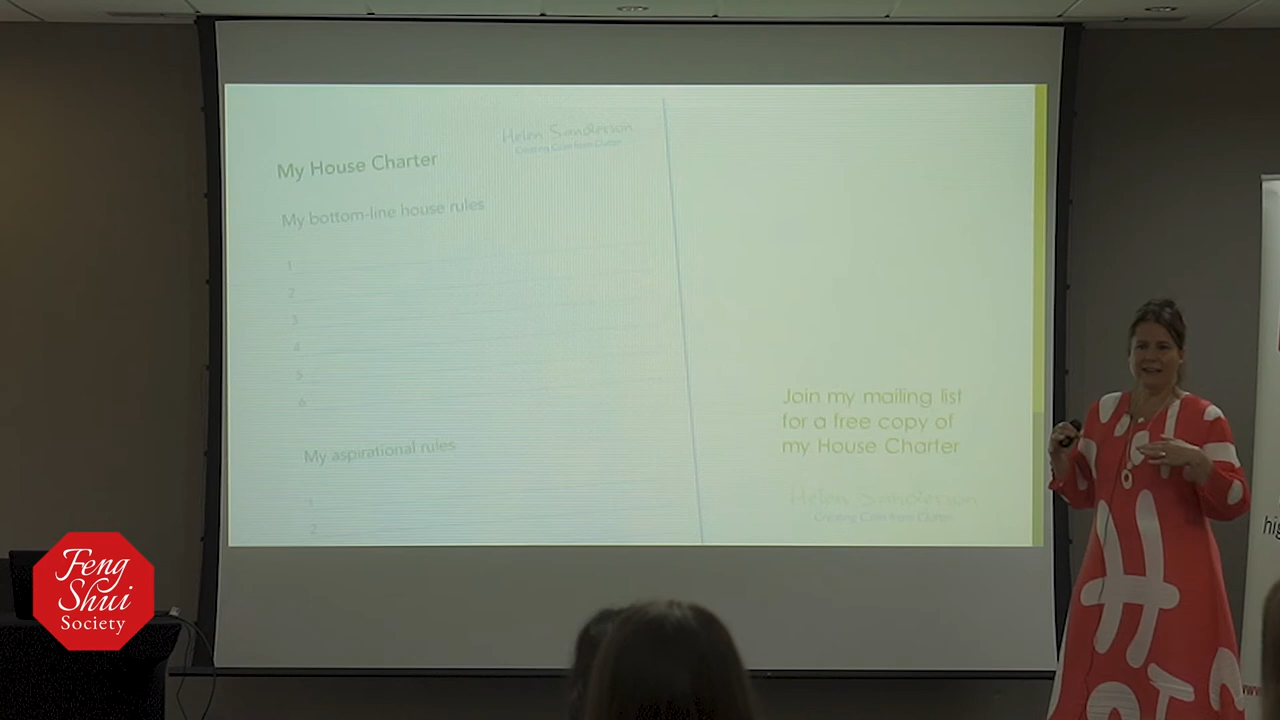 Helen Sanderson
Creating Calm from Clutter
My House Charter
My bottom-line house rules
1
2
3
4
5
6
My aspirational rules
1
2
Join my mailing list
for a free copy of
my House Charter
Helen Sanderson
Creating Calm from Clutter
Feng
Shui
Society